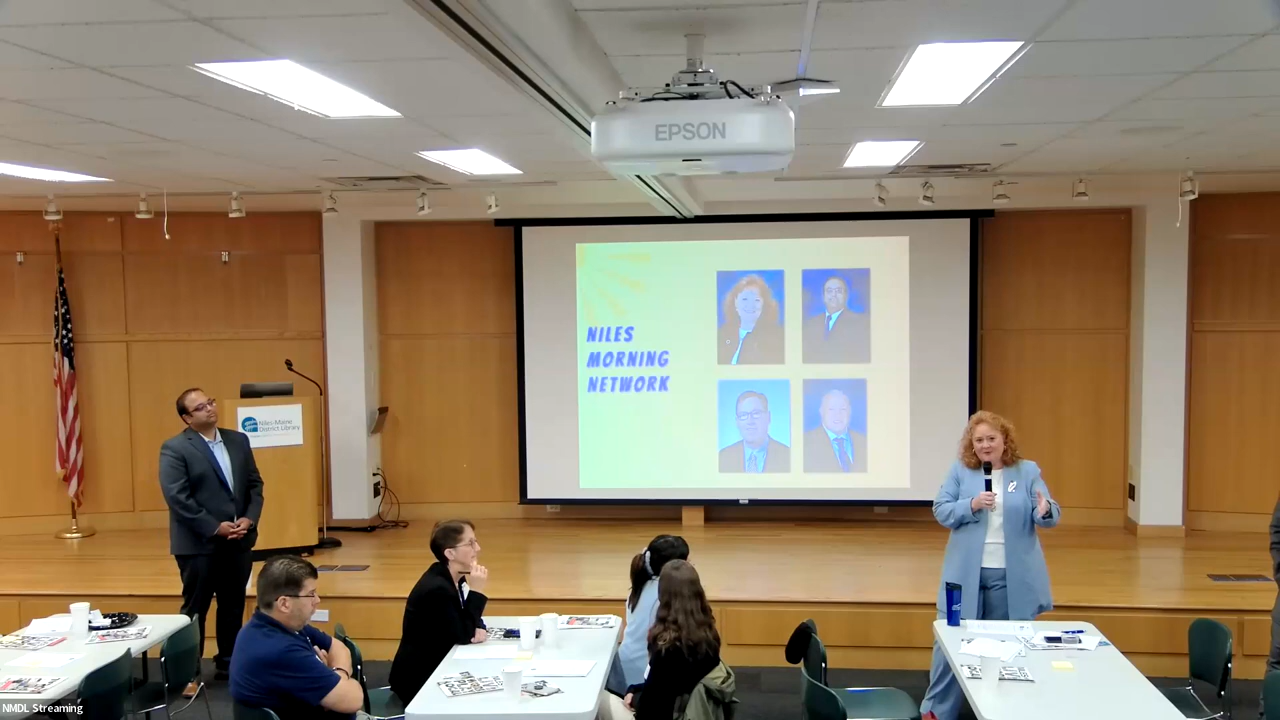 EPSON
NILES
MORNING
NETWORK
Niles-Maine
District Library
NMDL Streaming